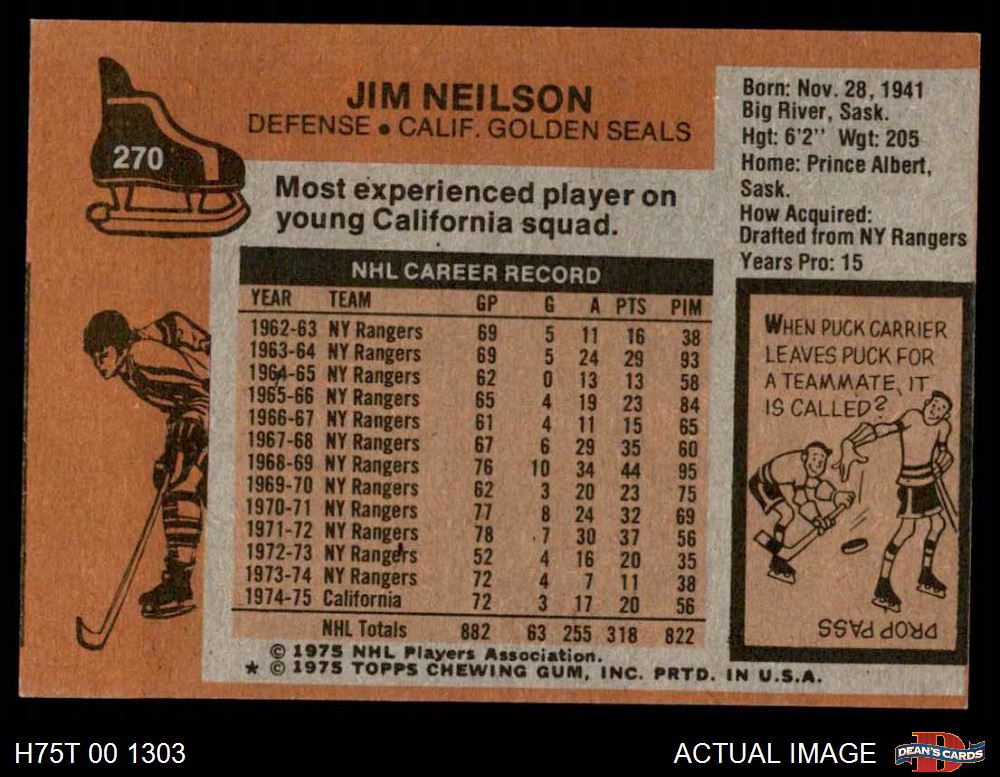 270
JIM NEILSON
DEFENSE • CALIF. GOLDEN SEALS
Most experienced player on
young California squad.
Born: Nov. 28, 1941
Big River, Sask.
Hgt: 6'2" Wgt: 205
Home: Prince Albert,
Sask.
How Acquired:
Drafted from NY Rangers
Years Pro: 15
NHL CAREER RECORD
YEAR TEAM GP G A PTS PIM
1962-63 NY Rangers 69 5 11 16 38
1963-64 NY Rangers 69 5 24 29 93
1964-65 NY Rangers 62 0 13 13 58
1965-66 NY Rangers 65 4 19 23 84
1966-67 NY Rangers 61 4 11 15 65
1967-68 NY Rangers 67 6 29 35 60
1968-69 NY Rangers 76 10 34 44 95
1969-70 NY Rangers 62 3 20 23 75
1970-71 NY Rangers 77 8 24 32 69
1971-72 NY Rangers 78 7 30 37 56
1972-73 NY Rangers 52 4 16 20 35
1973-74 NY Rangers 72 4 7 11 38
1974-75 California 72 3 17 20 56
NHL Totals 882 63 255 318 822
© 1975 NHL Players Association.
* © 1975 TOPPS CHEWING GUM, INC. PRTD. IN U.S.A.
WHEN PUCK CARRIER
LEAVES PUCK FOR
A TEAMMATE, IT
IS CALLED?
DROP PASS
H75T 00 1303
ACTUAL IMAGE
D
DEAN'S CARDS